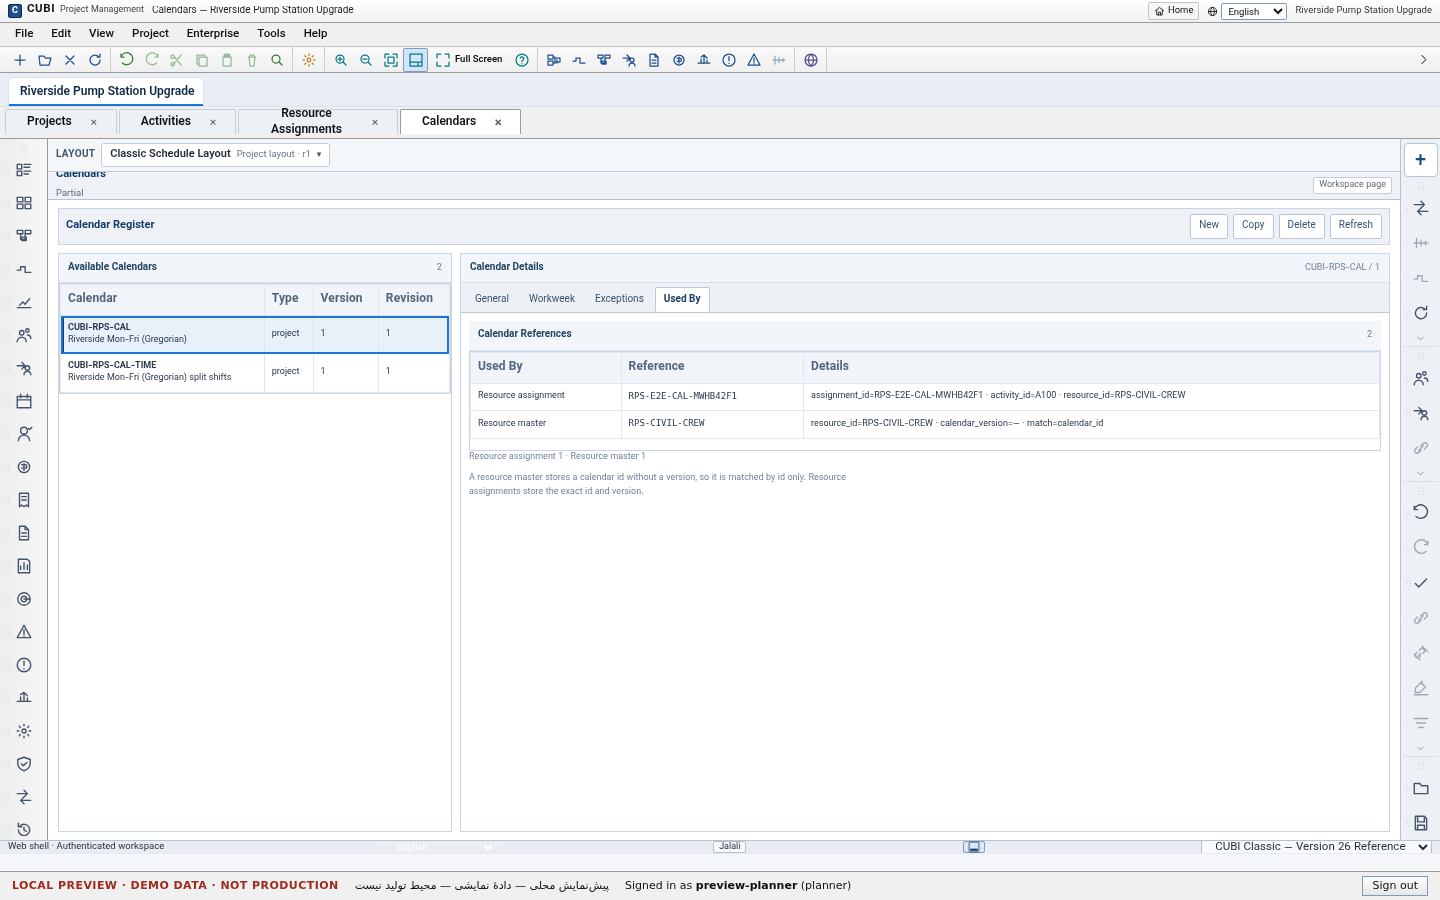 C CUBI Project Management Calendars — Riverside Pump Station Upgrade Home English Riverside Pump Station Upgrade
File Edit View Project Enterprise Tools Help
Full Screen
Riverside Pump Station Upgrade
Projects × Activities × Resource Assignments × Calendars ×
LAYOUT Classic Schedule Layout Project layout · r1
Calendars
Partial Workspace page
Calendar Register New Copy Delete Refresh
Available Calendars 2
Calendar Type Version Revision
CUBI-RPS-CAL
Riverside Mon-Fri (Gregorian) project 1 1
CUBI-RPS-CAL-TIME
Riverside Mon-Fri (Gregorian) split shifts project 1 1
Calendar Details CUBI-RPS-CAL / 1
General Workweek Exceptions Used By
Calendar References 2
Used By Reference Details
Resource assignment RPS-E2E-CAL-MWHB42F1 assignment_id=RPS-E2E-CAL-MWHB42F1 · activity_id=A100 · resource_id=RPS-CIVIL-CREW
Resource master RPS-CIVIL-CREW resource_id=RPS-CIVIL-CREW · calendar_version=— · match=calendar_id
Resource assignment 1 · Resource master 1
A resource master stores a calendar id without a version, so it is matched by id only. Resource
assignments store the exact id and version.
Web shell · Authenticated workspace English Jalali CUBI Classic — Version 26 Reference
LOCAL PREVIEW · DEMO DATA · NOT PRODUCTION پیش‌نمایش محلی — دادهٔ نمایشی — محیط تولید نیست Signed in as preview-planner (planner) Sign out